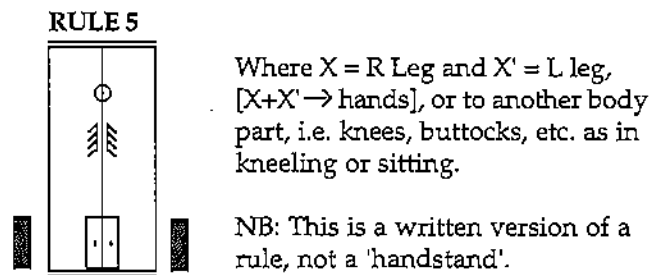 RULE 5
Where X = R Leg and X' = L leg,
[X+X' → hands], or to another body
part, i.e. knees, buttocks, etc. as in
kneeling or sitting.
NB: This is a written version of a
rule, not a 'handstand'.